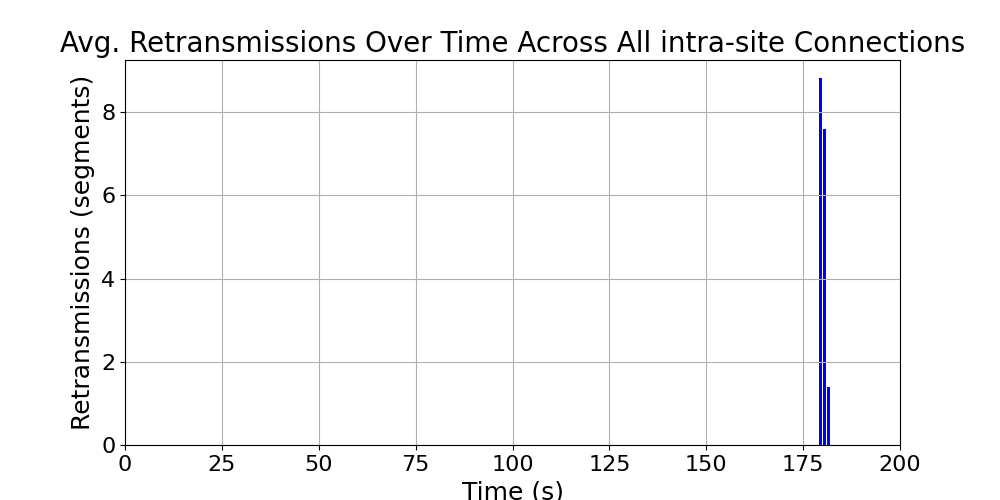 Avg. Retransmissions Over Time Across All intra-site Connections
Retransmissions (segments)
8
6
4
2
0
0 25 50 75 100 125 150 175 200
Time (s)